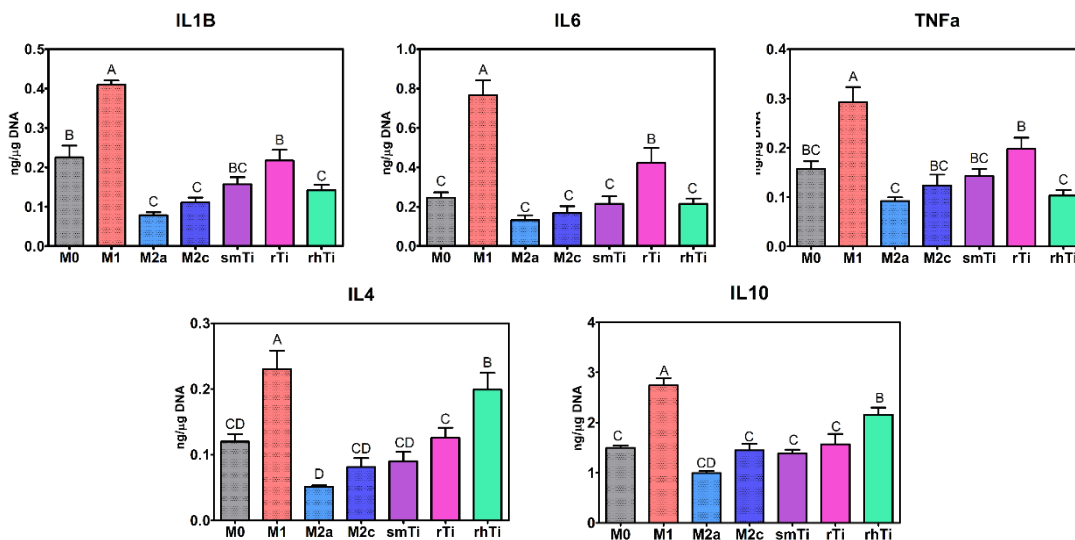 IL1B
ng/µg DNA
0.5
0.4
0.3
0.2
0.1
0.0
B
A
C
C
BC
B
C
M0 M1 M2a M2c smTi rTi rhTi
IL6
ng/µg DNA
1.0
0.8
0.6
0.4
0.2
0.0
C
A
C
C
C
B
C
M0 M1 M2a M2c smTi rTi rhTi
TNFa
ng/µg DNA
0.4
0.3
0.2
0.1
0.0
BC
A
C
BC
BC
B
C
M0 M1 M2a M2c smTi rTi rhTi
IL4
ng/µg DNA
0.3
0.2
0.1
0.0
CD
A
D
CD
CD
C
B
M0 M1 M2a M2c smTi rTi rhTi
IL10
ng/µg DNA
4
3
2
1
0
C
A
CD
C
C
C
B
M0 M1 M2a M2c smTi rTi rhTi